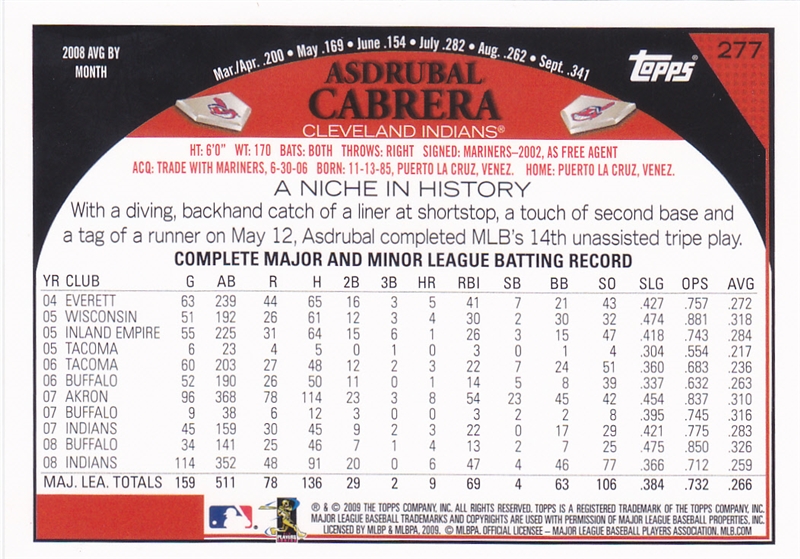 2008 AVG BY
MONTH
Mar./Apr. .200 • May .169 • June .154 • July .282 • Aug. .262 • Sept. .341
Topps®
277
ASDRUBAL
CABRERA
CLEVELAND INDIANS®
HT: 6'0" WT: 170 BATS: BOTH THROWS: RIGHT SIGNED: MARINERS–2002, AS FREE AGENT
ACQ: TRADE WITH MARINERS, 6-30-06 BORN: 11-13-85, PUERTO LA CRUZ, VENEZ. HOME: PUERTO LA CRUZ, VENEZ.
A NICHE IN HISTORY
With a diving, backhand catch of a liner at shortstop, a touch of second base and
a tag of a runner on May 12, Asdrubal completed MLB's 14th unassisted tripe play.
COMPLETE MAJOR AND MINOR LEAGUE BATTING RECORD
YR CLUB G AB R H 2B 3B HR RBI SB BB SO SLG OPS AVG
04 EVERETT 63 239 44 65 16 3 5 41 7 21 43 .427 .757 .272
05 WISCONSIN 51 192 26 61 12 3 4 30 2 30 32 .474 .881 .318
05 INLAND EMPIRE 55 225 31 64 15 6 1 26 3 15 47 .418 .743 .284
05 TACOMA 6 23 4 5 0 1 0 3 0 1 4 .304 .554 .217
06 TACOMA 60 203 27 48 12 2 3 22 7 24 51 .360 .683 .236
06 BUFFALO 52 190 26 50 11 0 1 14 5 8 39 .337 .632 .263
07 AKRON 96 368 78 114 23 3 8 54 23 45 42 .454 .837 .310
07 BUFFALO 9 38 6 12 3 0 0 3 2 2 8 .395 .745 .316
07 INDIANS 45 159 30 45 9 2 3 22 0 17 29 .421 .775 .283
08 BUFFALO 34 141 25 46 7 1 4 13 2 7 25 .475 .850 .326
08 INDIANS 114 352 48 91 20 0 6 47 4 46 77 .366 .712 .259
MAJ. LEA. TOTALS 159 511 78 136 29 2 9 69 4 63 106 .384 .732 .266
® & © 2009 THE TOPPS COMPANY, INC. ALL RIGHTS RESERVED. TOPPS IS A REGISTERED TRADEMARK OF THE TOPPS COMPANY, INC.
MAJOR LEAGUE BASEBALL TRADEMARKS AND COPYRIGHTS ARE USED WITH PERMISSION OF MAJOR LEAGUE BASEBALL PROPERTIES, INC.
LICENSED BY MLBP & MLBPA, 2009. © MLBPA. OFFICIAL LICENSEE – MAJOR LEAGUE BASEBALL PLAYERS ASSOCIATION. MLB.COM